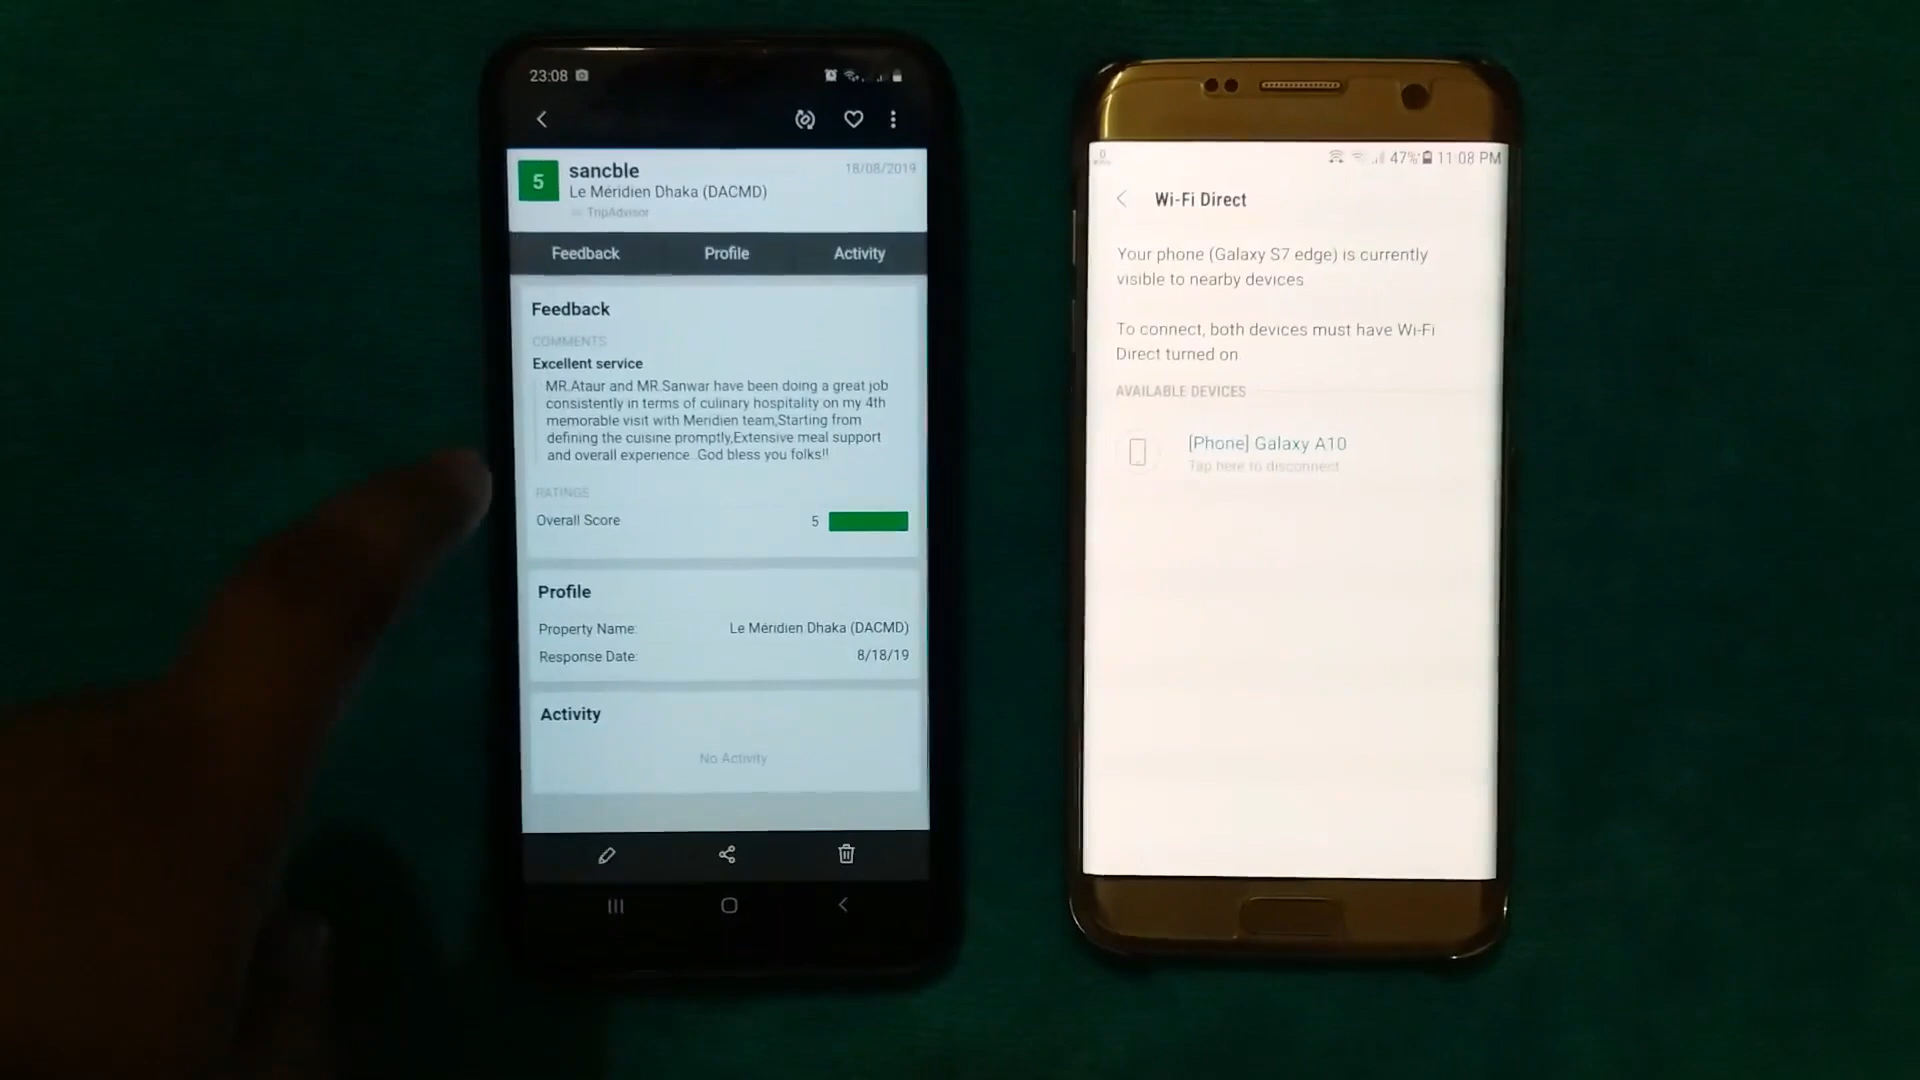 23:08
5
sancble
18/08/2019
Le Méridien Dhaka (DACMD)
TripAdvisor
Feedback Profile Activity
Feedback
COMMENTS
Excellent service
MR.Ataur and MR.Sanwar have been doing a great job
consistently in terms of culinary hospitality on my 4th
memorable visit with Meridien team,Starting from
defining the cuisine promptly,Extensive meal support
and overall experience..God bless you folks!!
RATINGS
Overall Score 5
Profile
Property Name: Le Méridien Dhaka (DACMD)
Response Date: 8/18/19
Activity
No Activity
0
47% 11:08 PM
Wi-Fi Direct
Your phone (Galaxy S7 edge) is currently
visible to nearby devices
To connect, both devices must have Wi-Fi
Direct turned on
AVAILABLE DEVICES
[Phone] Galaxy A10
Tap here to disconnect